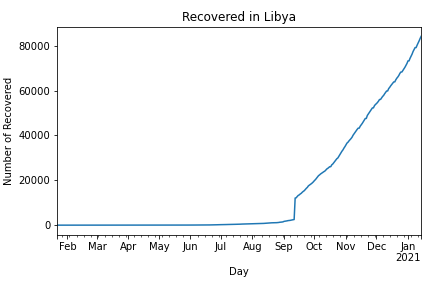 Recovered in Libya
Number of Recovered
80000
60000
40000
20000
0
Feb Mar Apr May Jun Jul Aug Sep Oct Nov Dec Jan
2021
Day